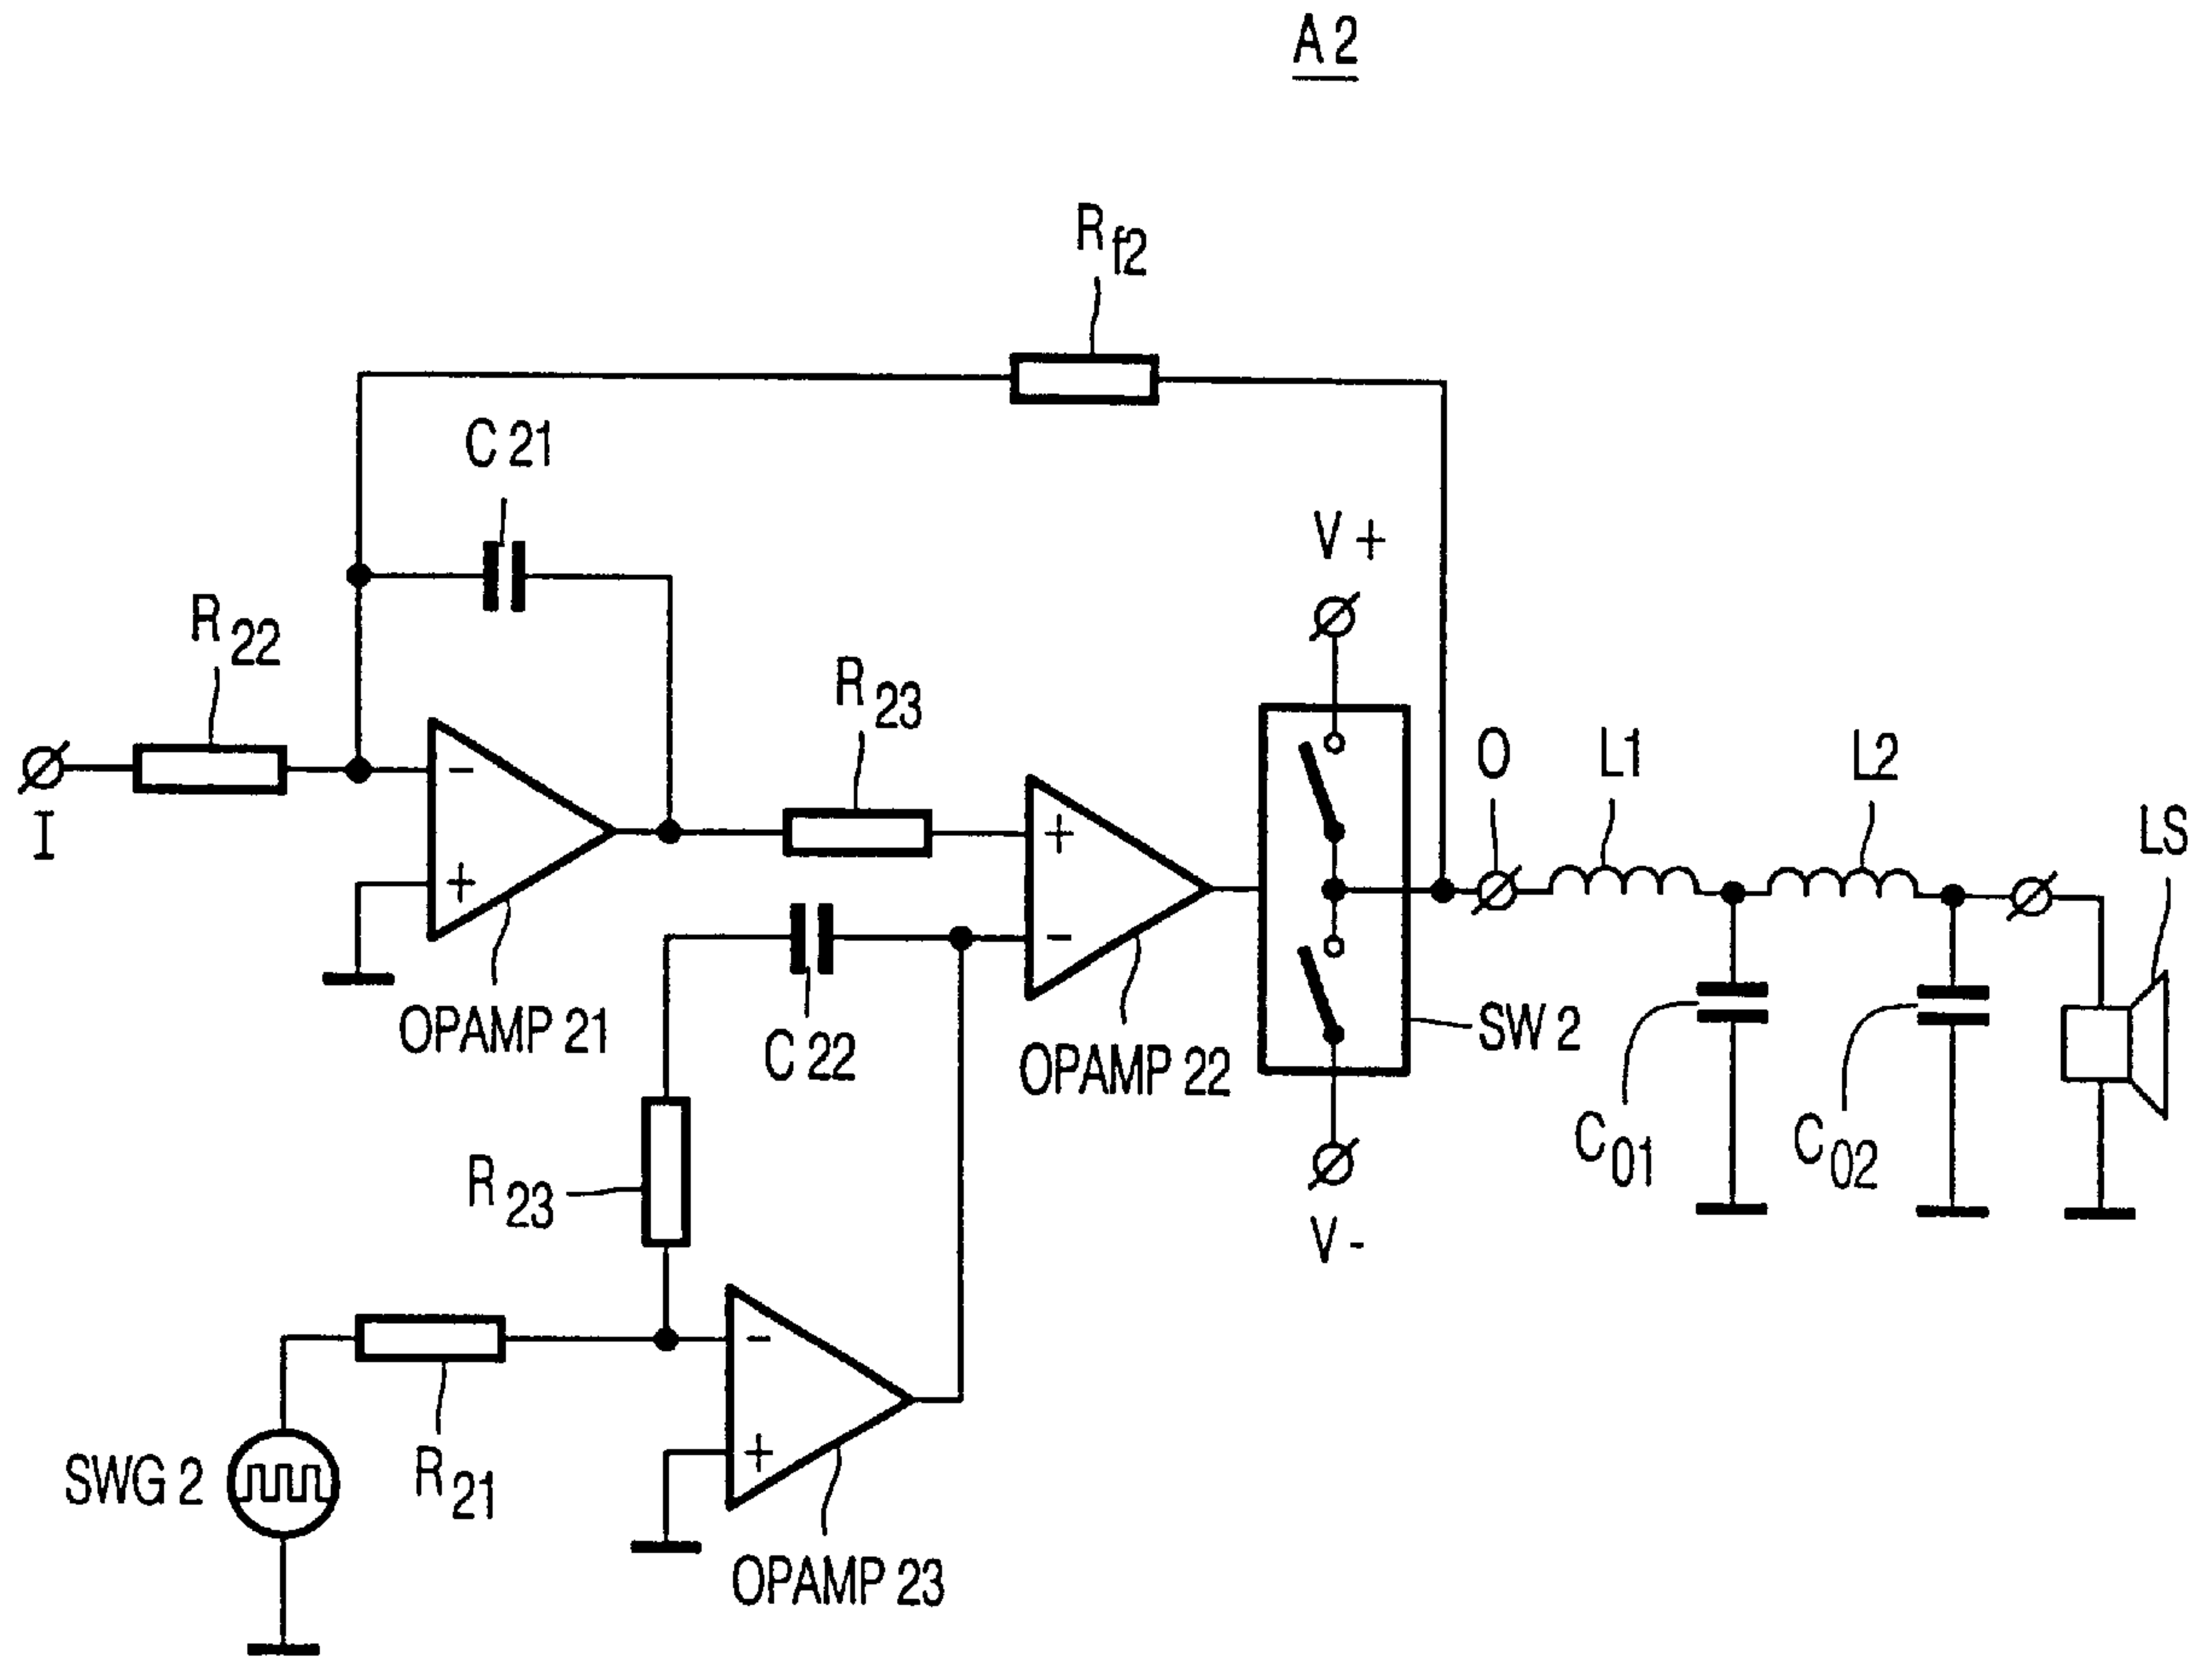 A2
R f2
C 21
V +
R 22
R 23
O
L1
L2
LS
I
-
+
+
-
OPAMP 21
C 22
OPAMP 22
SW 2
C 01
C 02
R 23
V -
-
+
SWG 2
R 21
OPAMP 23